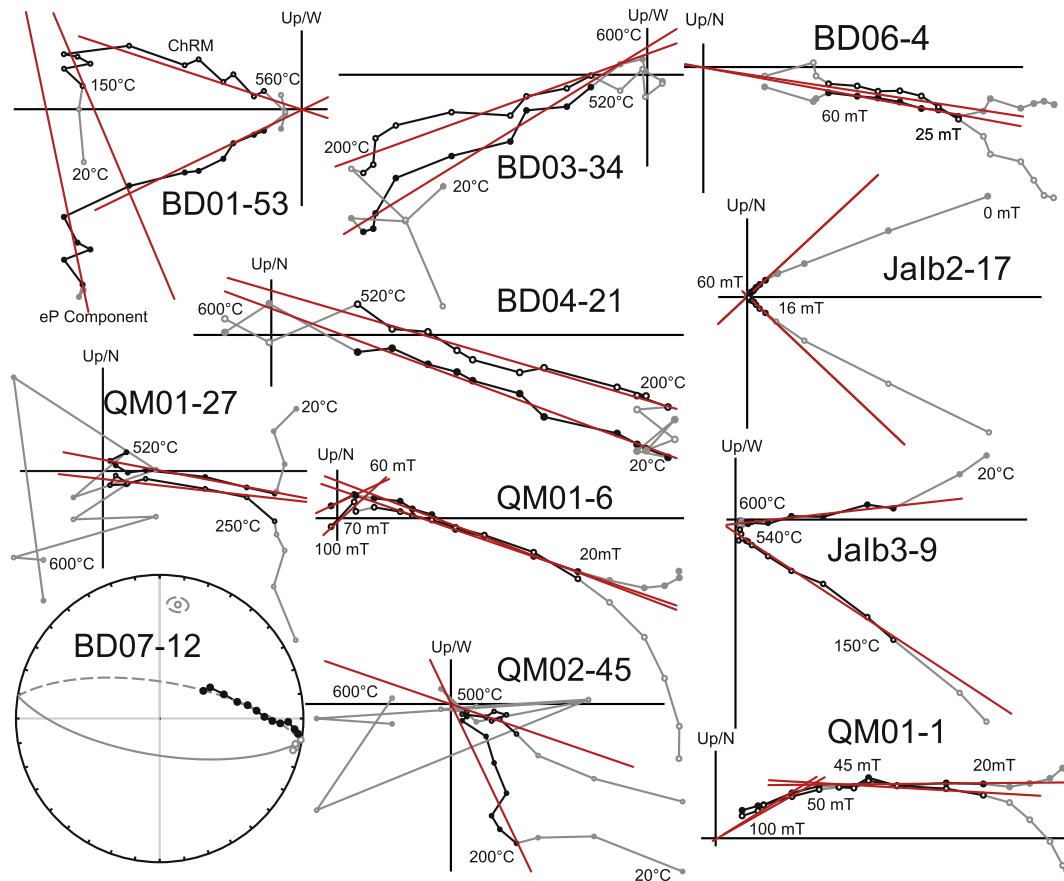 Up/W
ChRM
560°C
150°C
20°C
BD01-53
eP Component
Up/W
600°C
520°C
200°C
BD03-34
20°C
Up/N
BD06-4
60 mT
25 mT
Up/N
0 mT
Jalb2-17
60 mT
16 mT
Up/N
520°C
BD04-21
600°C
200°C
20°C
Up/N
QM01-27
20°C
520°C
250°C
600°C
Up/N
60 mT
QM01-6
70 mT
100 mT
20mT
Up/W
20°C
600°C
540°C
Jalb3-9
150°C
BD07-12
Up/W
QM02-45
600°C
500°C
200°C
20°C
Up/N
QM01-1
45 mT
20mT
50 mT
100 mT